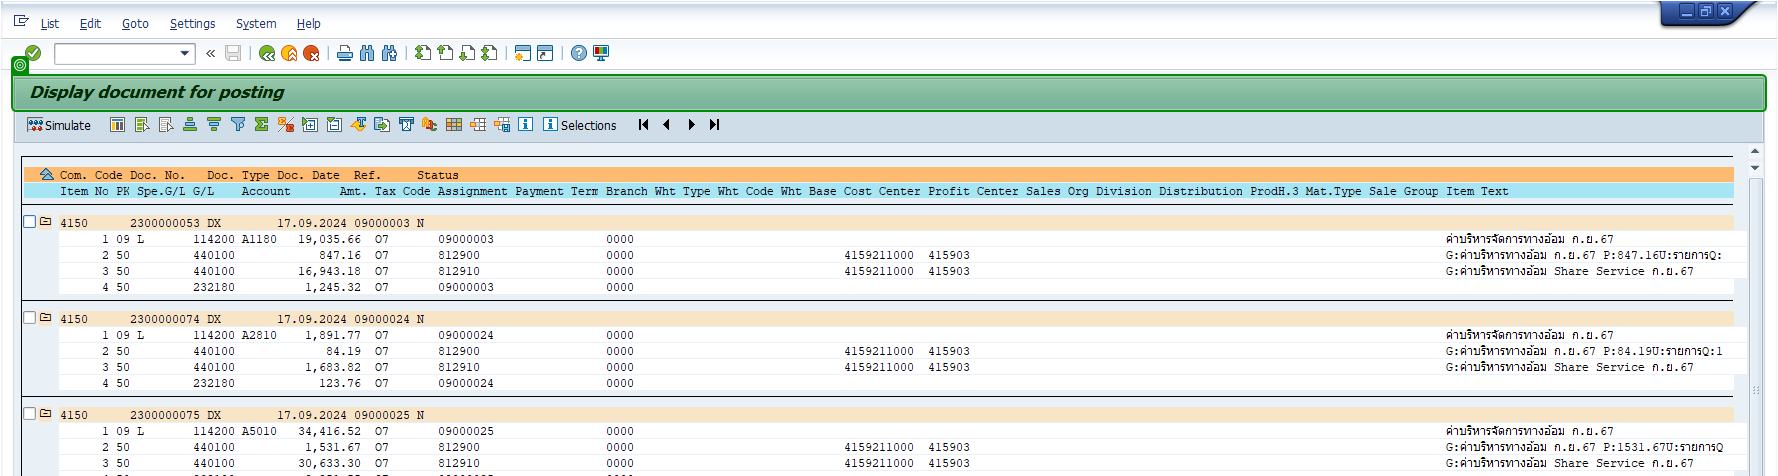 List Edit Goto Settings System Help
Display document for posting
Simulate Selections
Com. Code Doc. No. Doc. Type Doc. Date Ref. Status
Item No PK Spe.G/L G/L Account Amt. Tax Code Assignment Payment Term Branch Wht Type Wht Code Wht Base Cost Center Profit Center Sales Org Division Distribution ProdH.3 Mat.Type Sale Group Item Text
4150 2300000053 DX 17.09.2024 09000003 N
1 09 L 114200 A1180 19,035.66 O7 09000003 0000 ค่าบริหารจัดการทางอ้อม ก.ย.67
2 50 440100 847.16 O7 812900 0000 4159211000 415903 G:ค่าบริหารทางอ้อม ก.ย.67 P:847.16U:รายการQ:
3 50 440100 16,943.18 O7 812910 0000 4159211000 415903 G:ค่าบริหารทางอ้อม Share Service ก.ย.67
4 50 232180 1,245.32 O7 09000003 0000
4150 2300000074 DX 17.09.2024 09000024 N
1 09 L 114200 A2810 1,891.77 O7 09000024 0000 ค่าบริหารจัดการทางอ้อม ก.ย.67
2 50 440100 84.19 O7 812900 0000 4159211000 415903 G:ค่าบริหารทางอ้อม ก.ย.67 P:84.19U:รายการQ:1
3 50 440100 1,683.82 O7 812910 0000 4159211000 415903 G:ค่าบริหารทางอ้อม Share Service ก.ย.67
4 50 232180 123.76 O7 09000024 0000
4150 2300000075 DX 17.09.2024 09000025 N
1 09 L 114200 A5010 34,416.52 O7 09000025 0000 ค่าบริหารจัดการทางอ้อม ก.ย.67
2 50 440100 1,531.67 O7 812900 0000 4159211000 415903 G:ค่าบริหารทางอ้อม ก.ย.67 P:1531.67U:รายการQ
3 50 440100 30,633.30 O7 812910 0000 4159211000 415903 G:ค่าบริหารทางอ้อม Share Service ก.ย.67